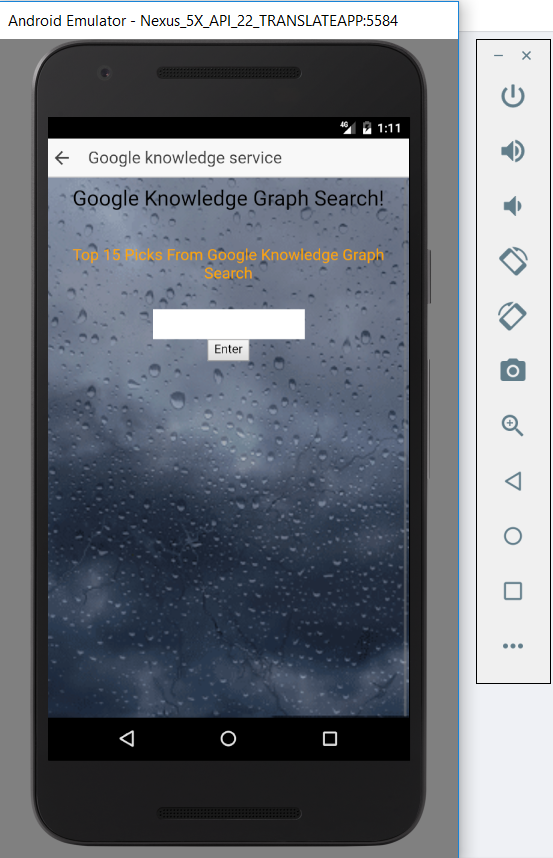 Android Emulator - Nexus_5X_API_22_TRANSLATEAPP:5584
4G 1:11
Google knowledge service
Google Knowledge Graph Search!
Top 15 Picks From Google Knowledge Graph
Search
Enter